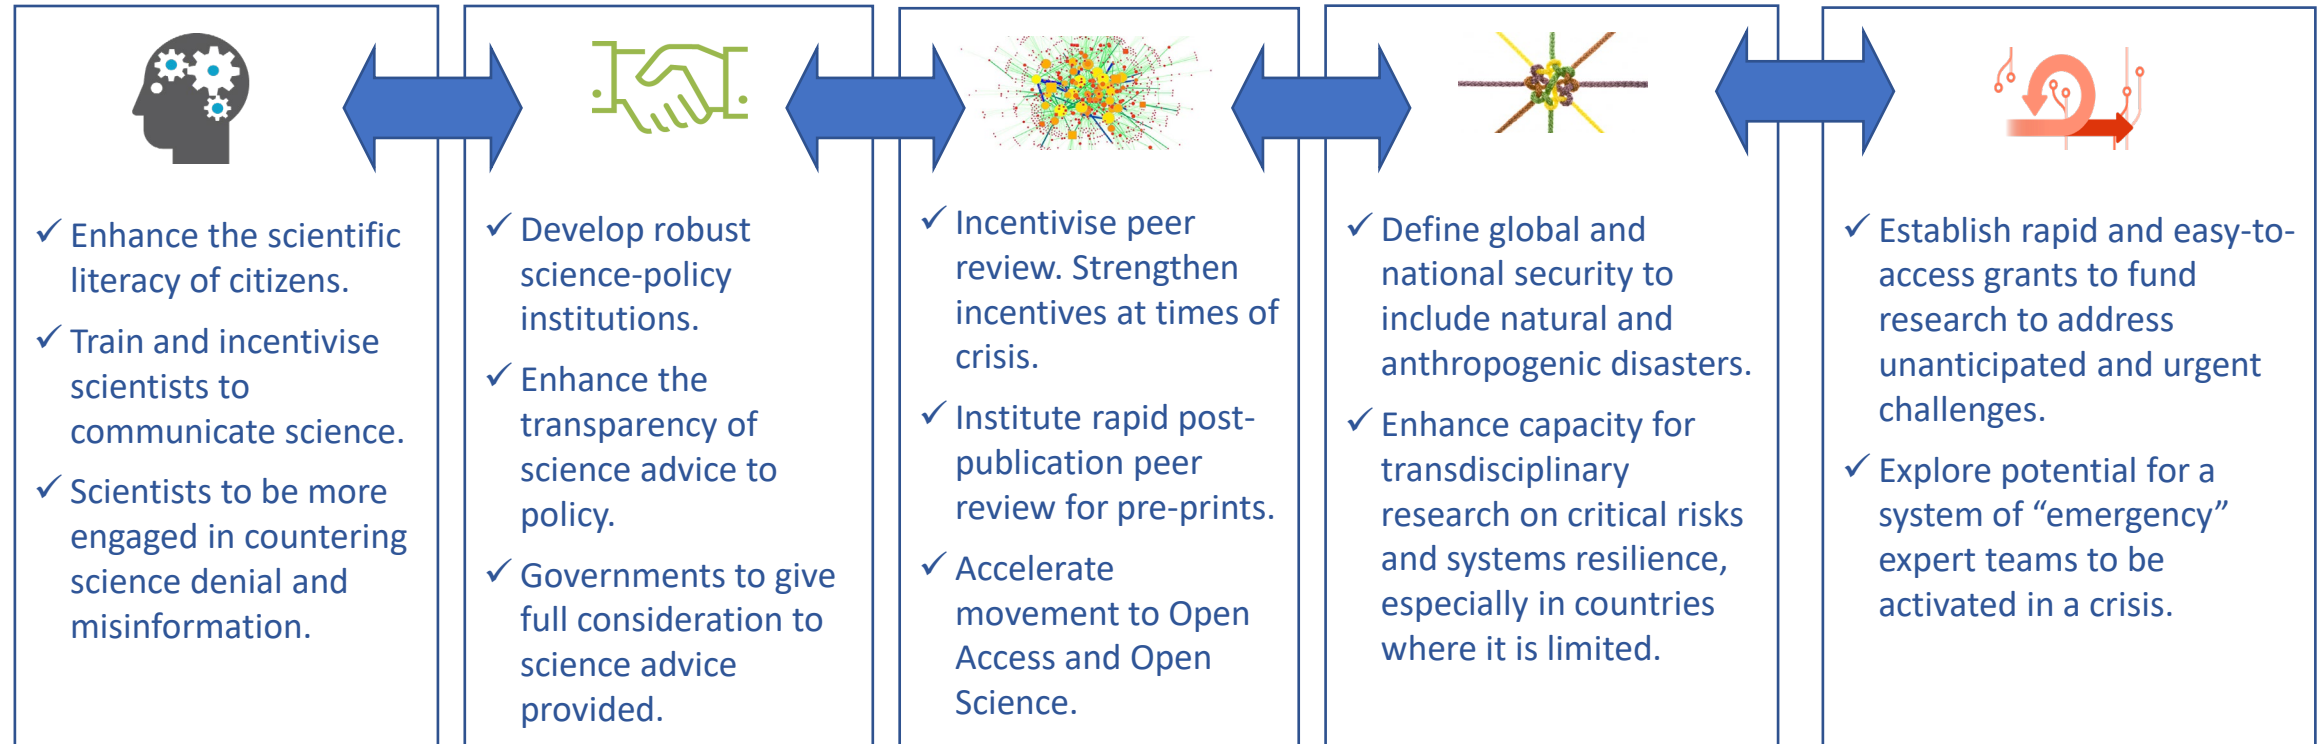 ✓ Enhance the scientific
literacy of citizens.
✓ Train and incentivise
scientists to
communicate science.
✓ Scientists to be more
engaged in countering
science denial and
misinformation.
✓ Develop robust
science-policy
institutions.
✓ Enhance the
transparency of
science advice to
policy.
✓ Governments to give
full consideration to
science advice
provided.
✓ Incentivise peer
review. Strengthen
incentives at times of
crisis.
✓ Institute rapid post-
publication peer
review for pre-prints.
✓ Accelerate
movement to Open
Access and Open
Science.
✓ Define global and
national security to
include natural and
anthropogenic disasters.
✓ Enhance capacity for
transdisciplinary
research on critical risks
and systems resilience,
especially in countries
where it is limited.
✓ Establish rapid and easy-to-
access grants to fund
research to address
unanticipated and urgent
challenges.
✓ Explore potential for a
system of “emergency”
expert teams to be
activated in a crisis.